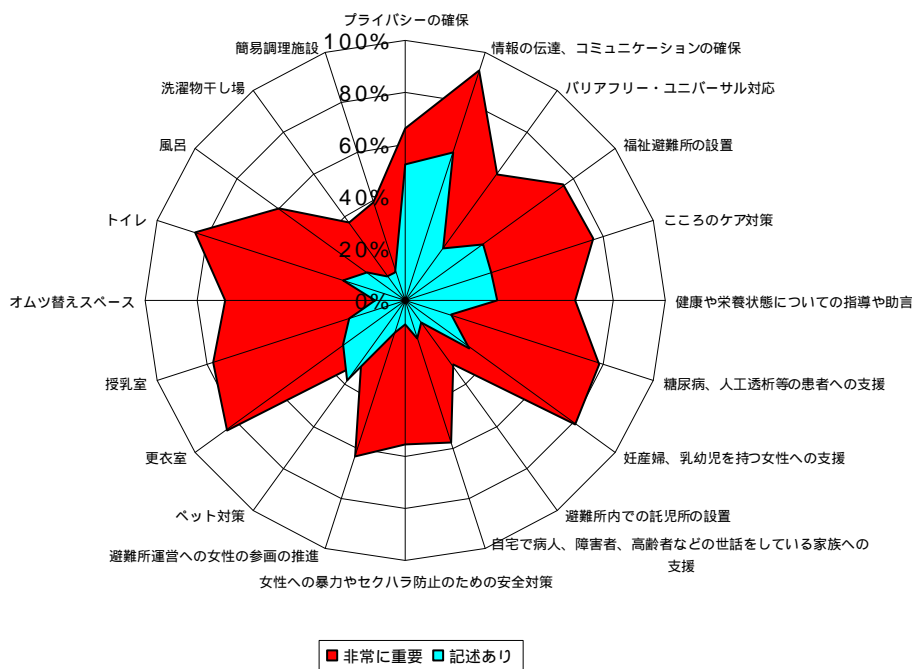 プライバシーの確保
情報の伝達、コミュニケーションの確保
バリアフリー・ユニバーサル対応
福祉避難所の設置
こころのケア対策
健康や栄養状態についての指導や助言
糖尿病、人工透析等の患者への支援
妊産婦、乳幼児を持つ女性への支援
避難所内での託児所の設置
自宅で病人、障害者、高齢者などの世話をしている家族への
支援
女性への暴力やセクハラ防止のための安全対策
避難所運営への女性の参画の推進
ペット対策
更衣室
授乳室
オムツ替えスペース
トイレ
風呂
洗濯物干し場
簡易調理施設
100%
80%
60%
40%
20%
0%
非常に重要 記述あり